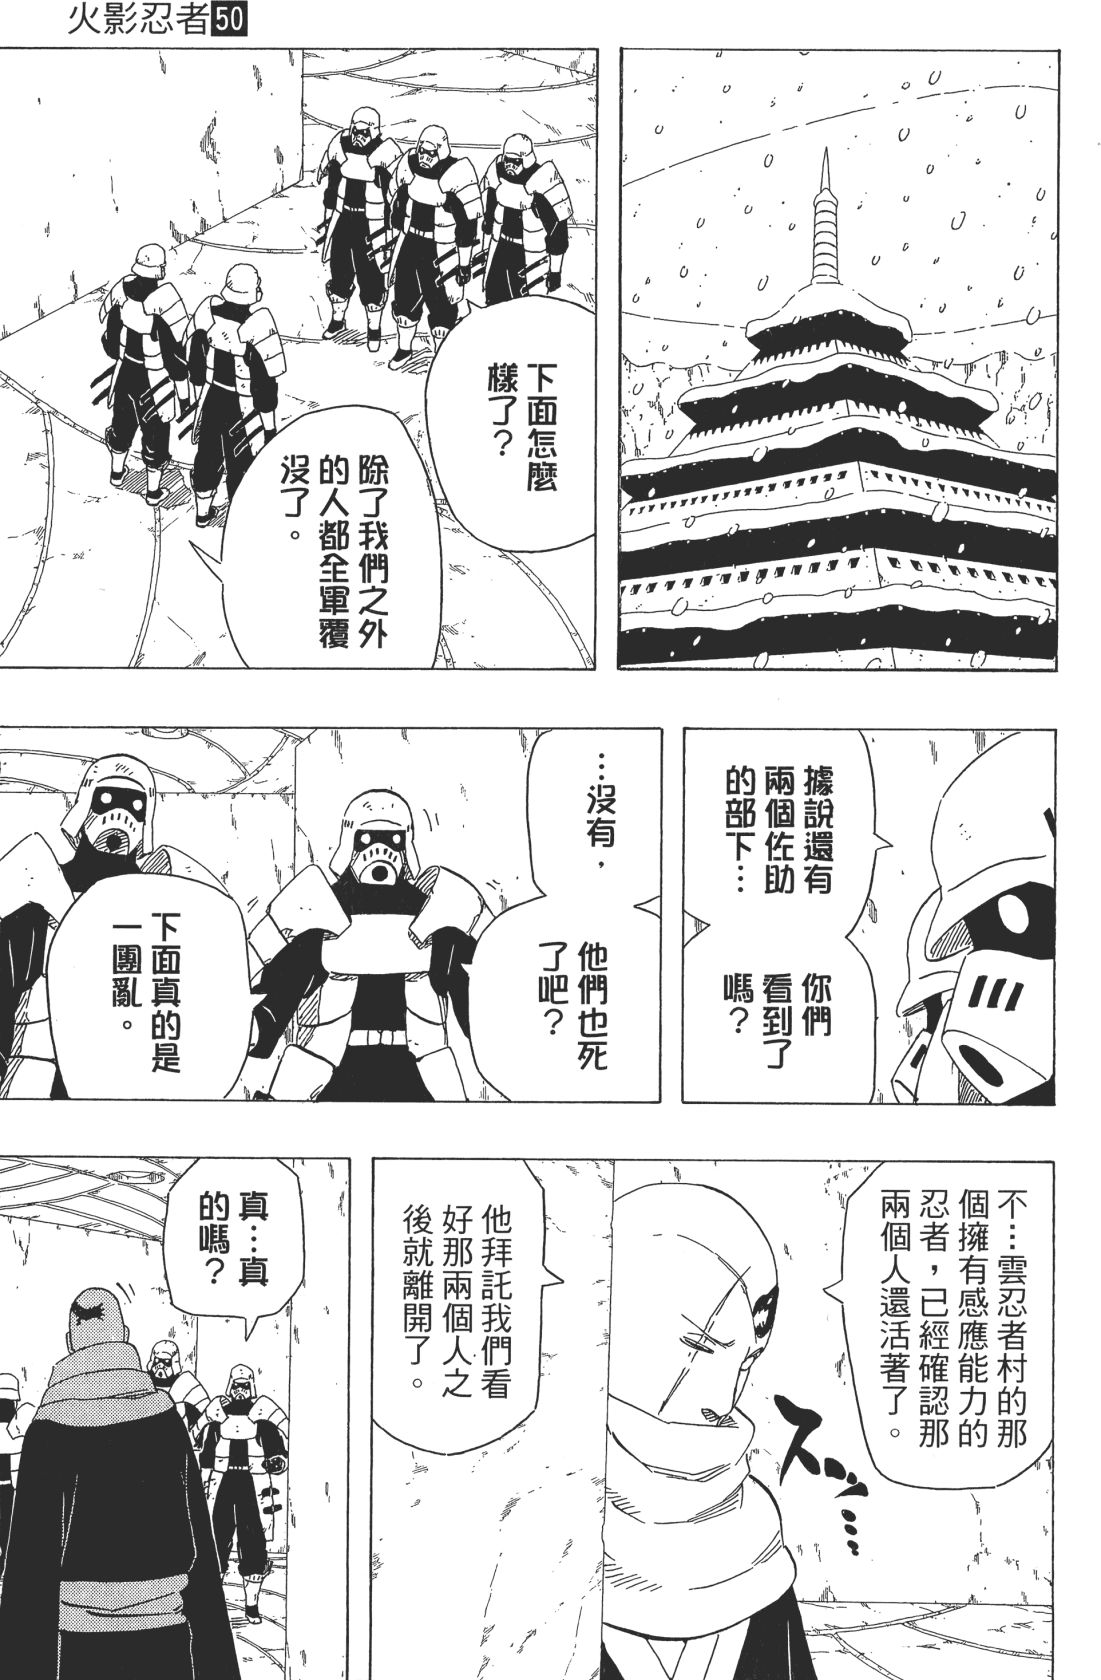 火影忍者50
下面怎麼
樣了？
除了我們之外
的人都全軍覆
沒了。
據說還有
兩個佐助
的部下…
你們
看到了
嗎？
…沒有，
他們也死
了吧？
下面真的是
一團亂。
不…雲忍者村的那
個擁有感應能力的
忍者，已經確認那
兩個人還活著了。
スッ…
他拜託我們看
好那兩個人之
後就離開了。
真…真
的嗎？